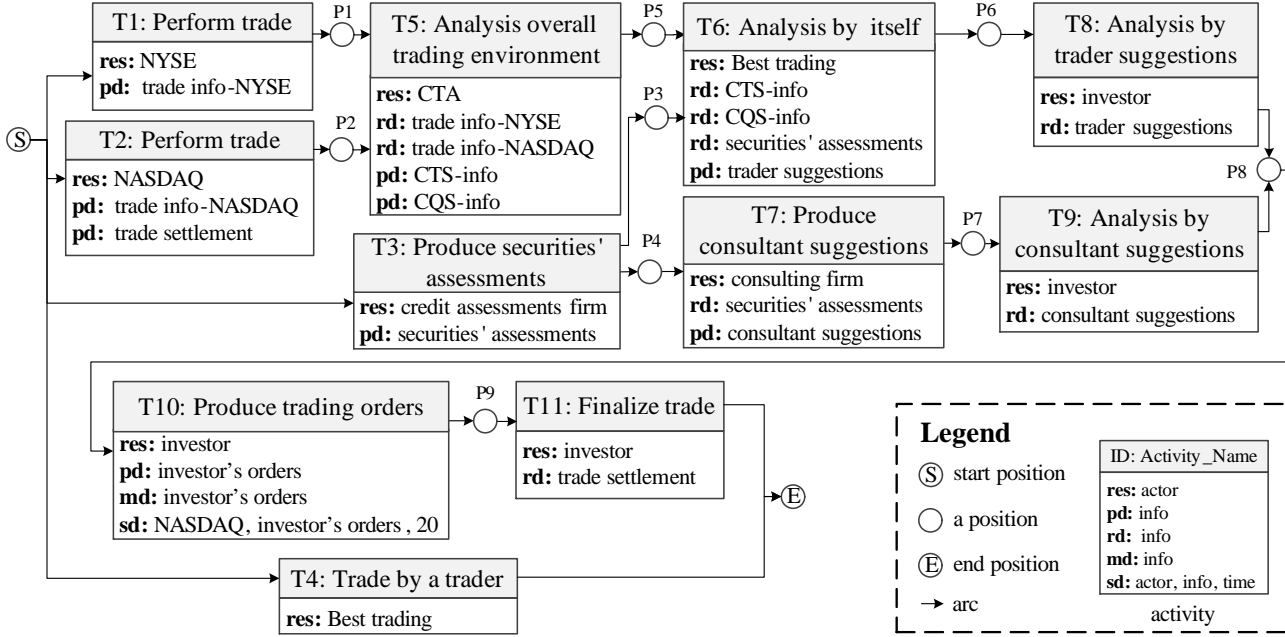 T1: Perform trade
res: NYSE
pd: trade info-NYSE
P1
T5: Analysis overall
trading environment
res: CTA
rd: trade info-NYSE
rd: trade info-NASDAQ
pd: CTS-info
pd: CQS-info
P5
T6: Analysis by itself
res: Best trading
rd: CTS-info
rd: CQS-info
rd: securities' assessments
pd: trader suggestions
P6
T8: Analysis by
trader suggestions
res: investor
rd: trader suggestions
S
T2: Perform trade
res: NASDAQ
pd: trade info-NASDAQ
pd: trade settlement
P2
P3
P8
T3: Produce securities'
assessments
res: credit assessments firm
pd: securities' assessments
P4
T7: Produce
consultant suggestions
res: consulting firm
rd: securities' assessments
pd: consultant suggestions
P7
T9: Analysis by
consultant suggestions
res: investor
rd: consultant suggestions
T10: Produce trading orders
res: investor
pd: investor's orders
md: investor's orders
sd: NASDAQ, investor's orders, 20
P9
T11: Finalize trade
res: investor
rd: trade settlement
E
T4: Trade by a trader
res: Best trading
Legend
S start position
a position
E end position
arc
ID: Activity_Name
res: actor
pd: info
rd: info
md: info
sd: actor, info, time
activity